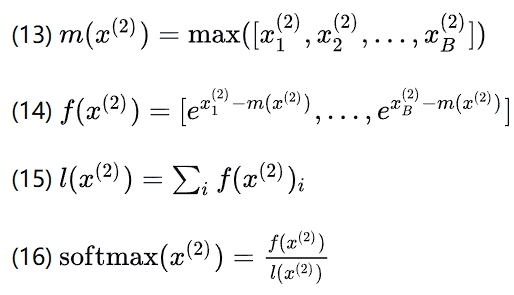 (13) m(x^{(2)}) = max([x_1^{(2)}, x_2^{(2)}, . . . , x_B^{(2)}])
(14) f(x^{(2)}) = [e^{x_1^{(2)}-m(x^{(2)})}, . . . , e^{x_B^{(2)}-m(x^{(2)})}]
(15) l(x^{(2)}) = ∑_i f(x^{(2)})_i
(16) softmax(x^{(2)}) = \frac{f(x^{(2)})}{l(x^{(2)})}